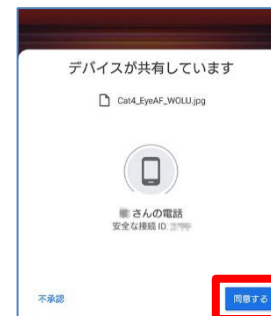 デバイスが共有しています
Cat4_EyeAF_WOLU.jpg
さんの電話
安全な接続 ID:
不承認
同意する